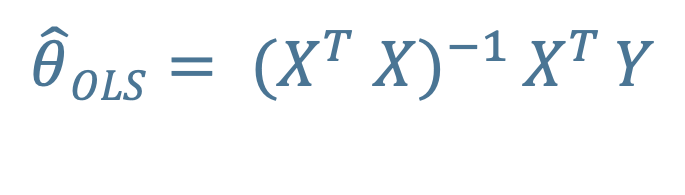 θ̂_OLS = (X^T X)^−1 X^T Y